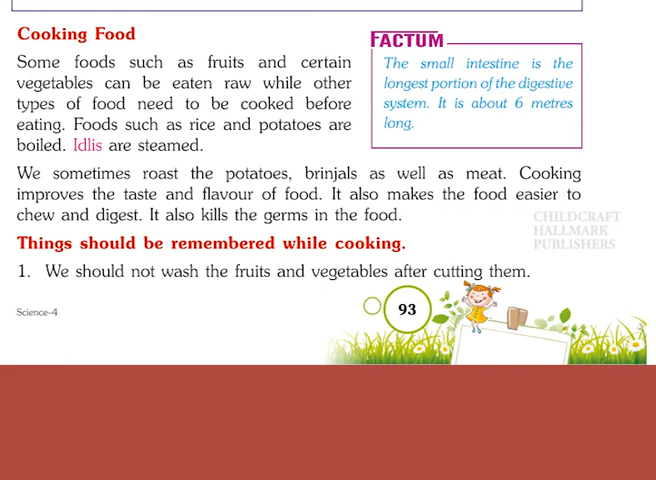 Cooking Food
Some foods such as fruits and certain
vegetables can be eaten raw while other
types of food need to be cooked before
eating. Foods such as rice and potatoes are
boiled. Idlis are steamed.
FACTUM
The small intestine is the
longest portion of the digestive
system. It is about 6 metres
long.
We sometimes roast the potatoes, brinjals as well as meat. Cooking
improves the taste and flavour of food. It also makes the food easier to
chew and digest. It also kills the germs in the food.
CHILDCRAFT
HALLMARK
PUBLISHERS
Things should be remembered while cooking.
1. We should not wash the fruits and vegetables after cutting them.
Science–4
93